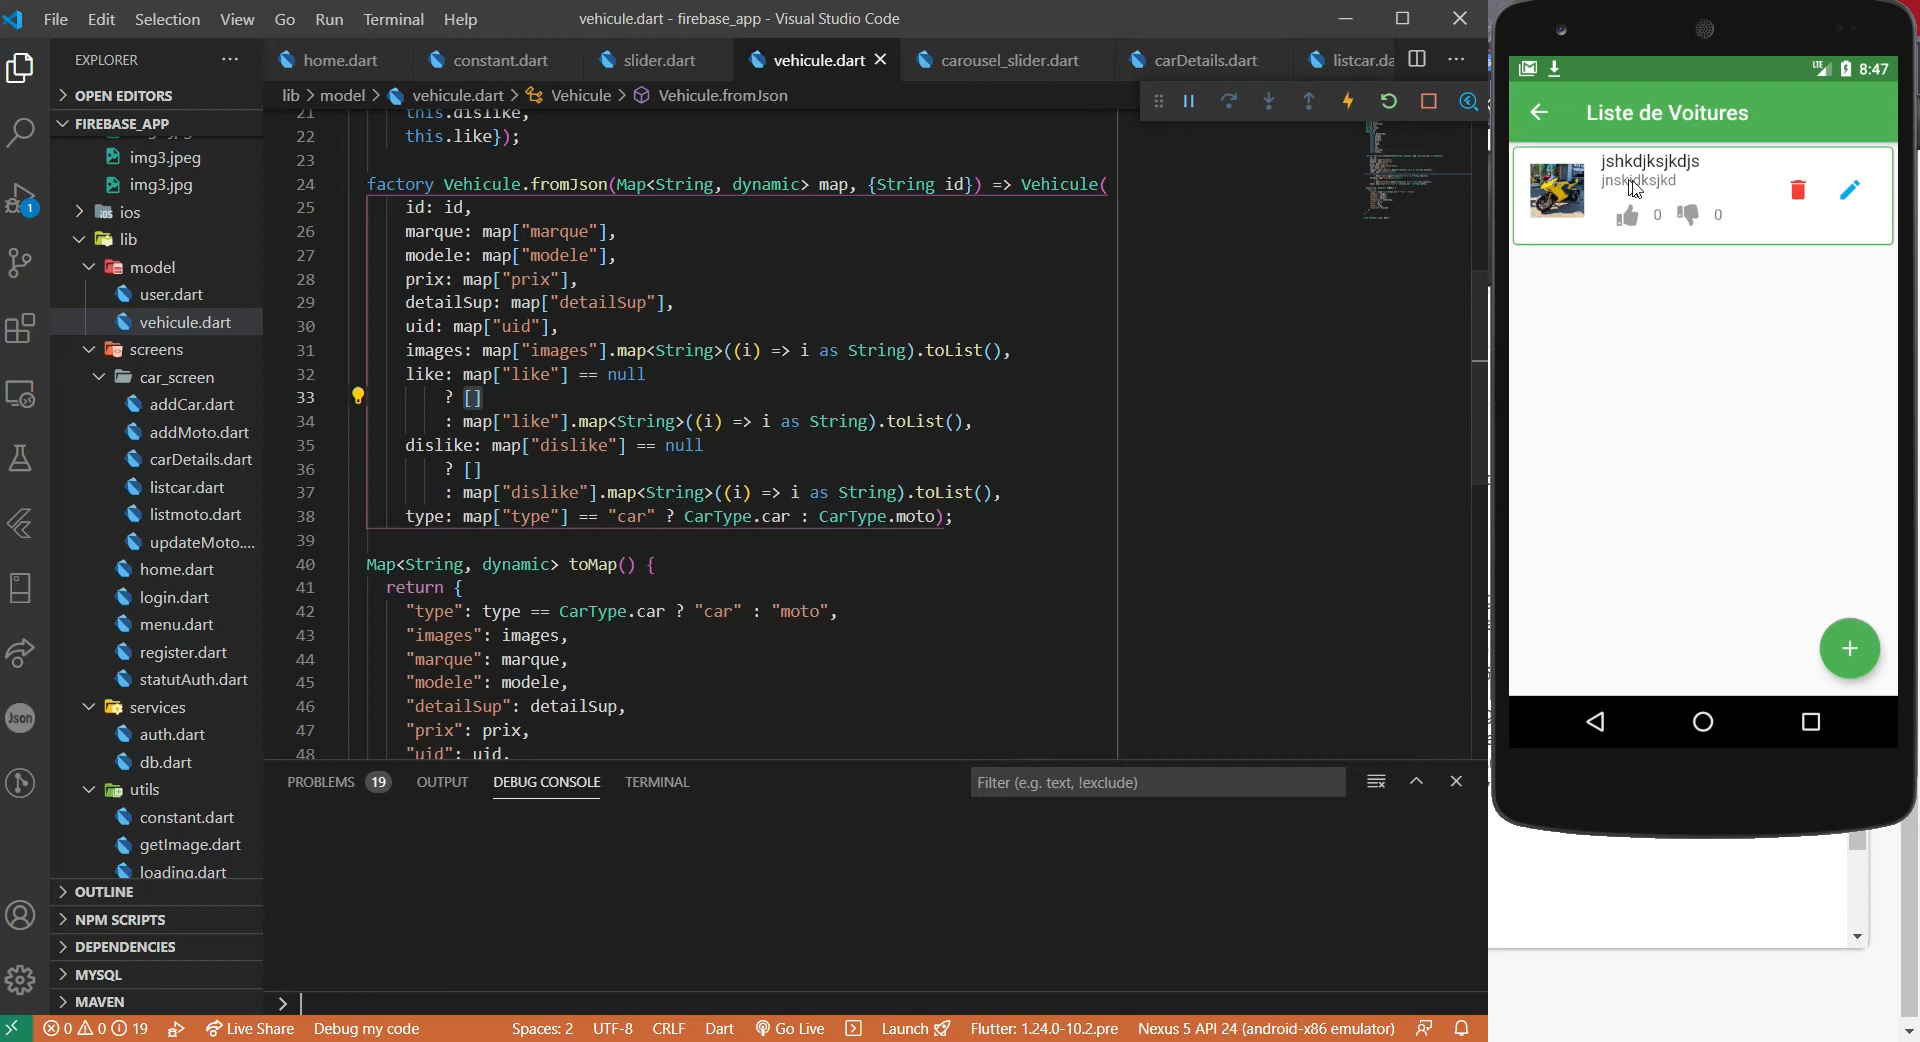 File Edit Selection View Go Run Terminal Help
vehicule.dart - firebase_app - Visual Studio Code
EXPLORER
OPEN EDITORS
FIREBASE_APP
img3.jpeg
img3.jpg
ios
lib
model
user.dart
vehicule.dart
screens
car_screen
addCar.dart
addMoto.dart
carDetails.dart
listcar.dart
listmoto.dart
updateMoto....
home.dart
login.dart
menu.dart
register.dart
statutAuth.dart
services
auth.dart
db.dart
utils
constant.dart
getImage.dart
loading.dart
OUTLINE
NPM SCRIPTS
DEPENDENCIES
MYSQL
MAVEN
1
Json
home.dart constant.dart slider.dart vehicule.dart carousel_slider.dart carDetails.dart listcar.da
lib > model > vehicule.dart > Vehicule > Vehicule.fromJson
21 this.dislike,
22 this.like});
23
24 factory Vehicule.fromJson(Map<String, dynamic> map, {String id}) => Vehicule(
25 id: id,
26 marque: map["marque"],
27 modele: map["modele"],
28 prix: map["prix"],
29 detailSup: map["detailSup"],
30 uid: map["uid"],
31 images: map["images"].map<String>((i) => i as String).toList(),
32 like: map["like"] == null
33 ? []
34 : map["like"].map<String>((i) => i as String).toList(),
35 dislike: map["dislike"] == null
36 ? []
37 : map["dislike"].map<String>((i) => i as String).toList(),
38 type: map["type"] == "car" ? CarType.car : CarType.moto);
39
40 Map<String, dynamic> toMap() {
41 return {
42 "type": type == CarType.car ? "car" : "moto",
43 "images": images,
44 "marque": marque,
45 "modele": modele,
46 "detailSup": detailSup,
47 "prix": prix,
48 "uid": uid,
PROBLEMS 19 OUTPUT DEBUG CONSOLE TERMINAL
Filter (e.g. text, !exclude)
>
0 0 19 Live Share Debug my code
Spaces: 2 UTF-8 CRLF Dart Go Live Launch Flutter: 1.24.0-10.2.pre Nexus 5 API 24 (android-x86 emulator)
LTE 8:47
Liste de Voitures
jshkdjksjkdjs
jnskjdksjkd
0 0
+